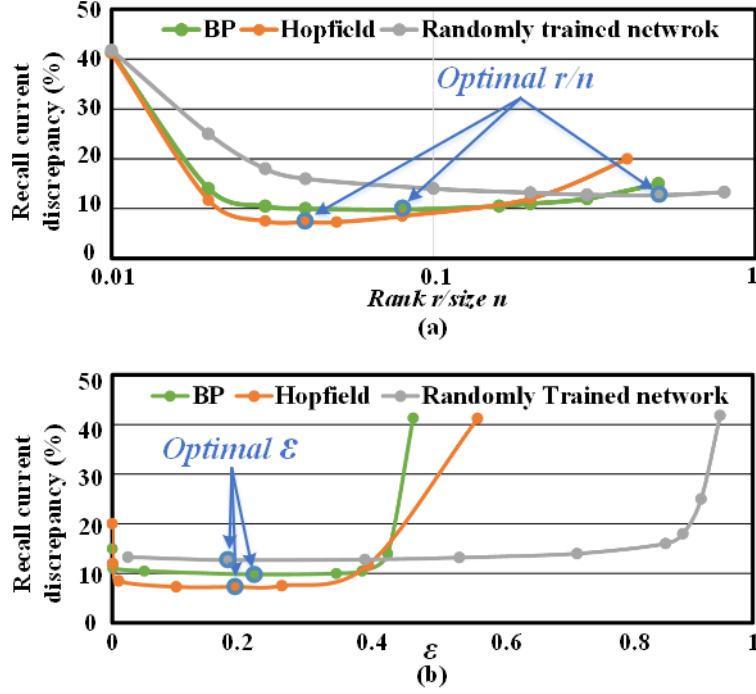 50
BP Hopfield Randomly trained netwrok
40
Optimal r/n
30
20
10
0
Recall current
discrepancy (%)
0.01 0.1 1
Rank r/size n
(a)
50
BP Hopfield Randomly Trained network
40
Optimal ε
30
20
10
0
Recall current
discrepancy (%)
0 0.2 0.4 0.6 0.8 1
ε
(b)